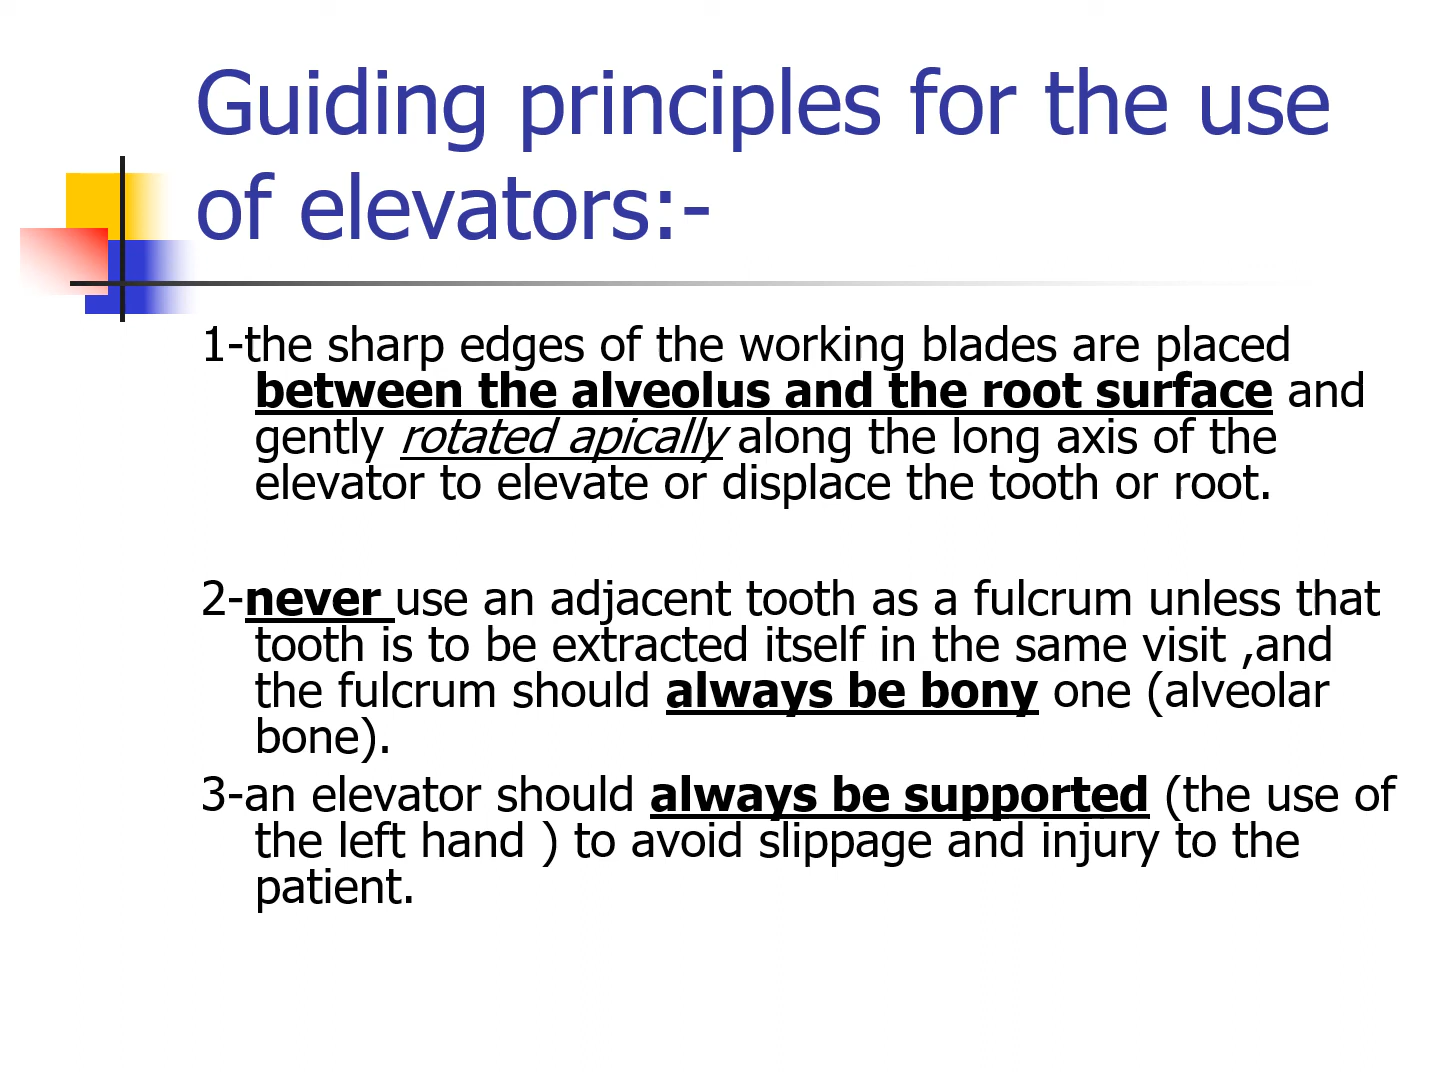 Guiding principles for the use
of elevators:-
1-the sharp edges of the working blades are placed
between the alveolus and the root surface and
gently rotated apically along the long axis of the
elevator to elevate or displace the tooth or root.
2-never use an adjacent tooth as a fulcrum unless that
tooth is to be extracted itself in the same visit ,and
the fulcrum should always be bony one (alveolar
bone).
3-an elevator should always be supported (the use of
the left hand ) to avoid slippage and injury to the
patient.